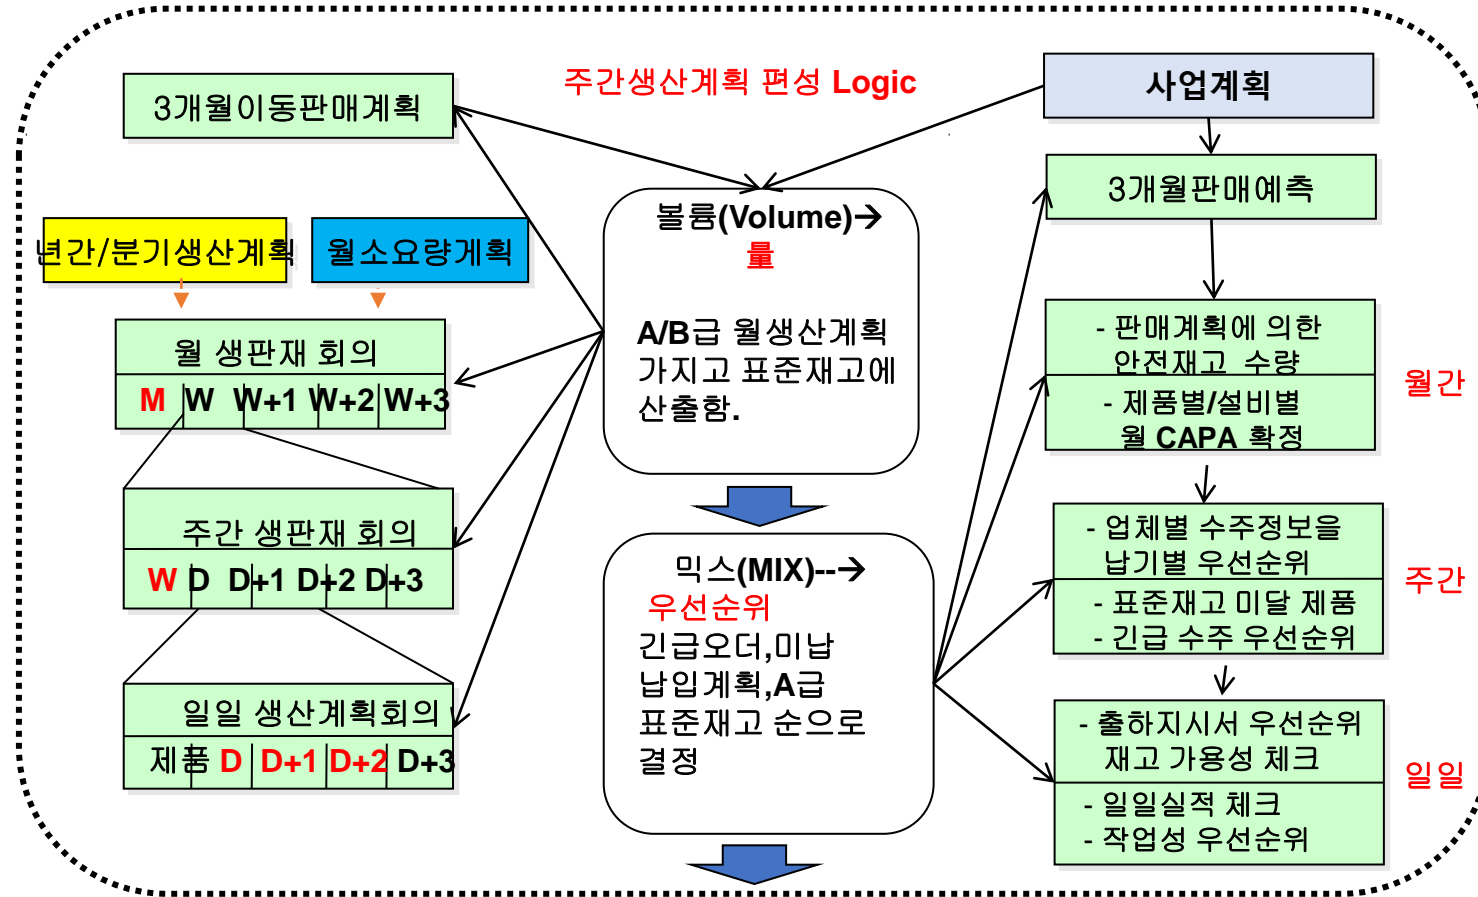 주간생산계획 편성 Logic
3개월이동판매계획
년간/분기생산계획
월소요량게획
월 생판재 회의
M W W+1 W+2 W+3
주간 생판재 회의
W D D+1 D+2 D+3
일일 생산계획회의
제품 D D+1 D+2 D+3
볼륨(Volume)→
量
A/B급 월생산계획
가지고 표준재고에
산출함.
믹스(MIX)--→
우선순위
긴급오더,미납
납입계획,A급
표준재고 순으로
결정
사업계획
3개월판매예측
- 판매계획에 의한
안전재고 수량
- 제품별/설비별
월 CAPA 확정
월간
- 업체별 수주정보을
납기별 우선순위
- 표준재고 미달 제품
- 긴급 수주 우선순위
주간
- 출하지시서 우선순위
재고 가용성 체크
- 일일실적 체크
- 작업성 우선순위
일일